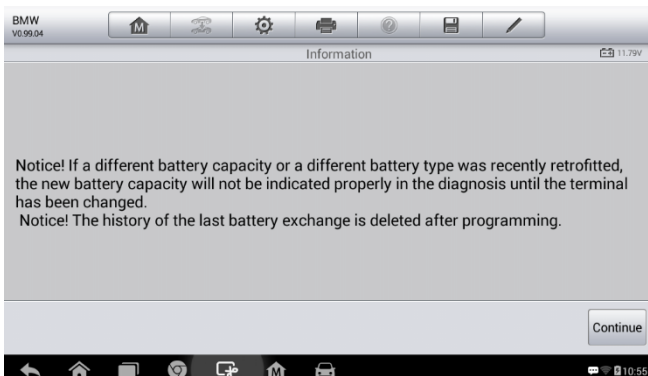 BMW
V0.99.04
Information
11.79V
Notice! If a different battery capacity or a different battery type was recently retrofitted,
the new battery capacity will not be indicated properly in the diagnosis until the terminal
has been changed.
Notice! The history of the last battery exchange is deleted after programming.
Continue
10:55